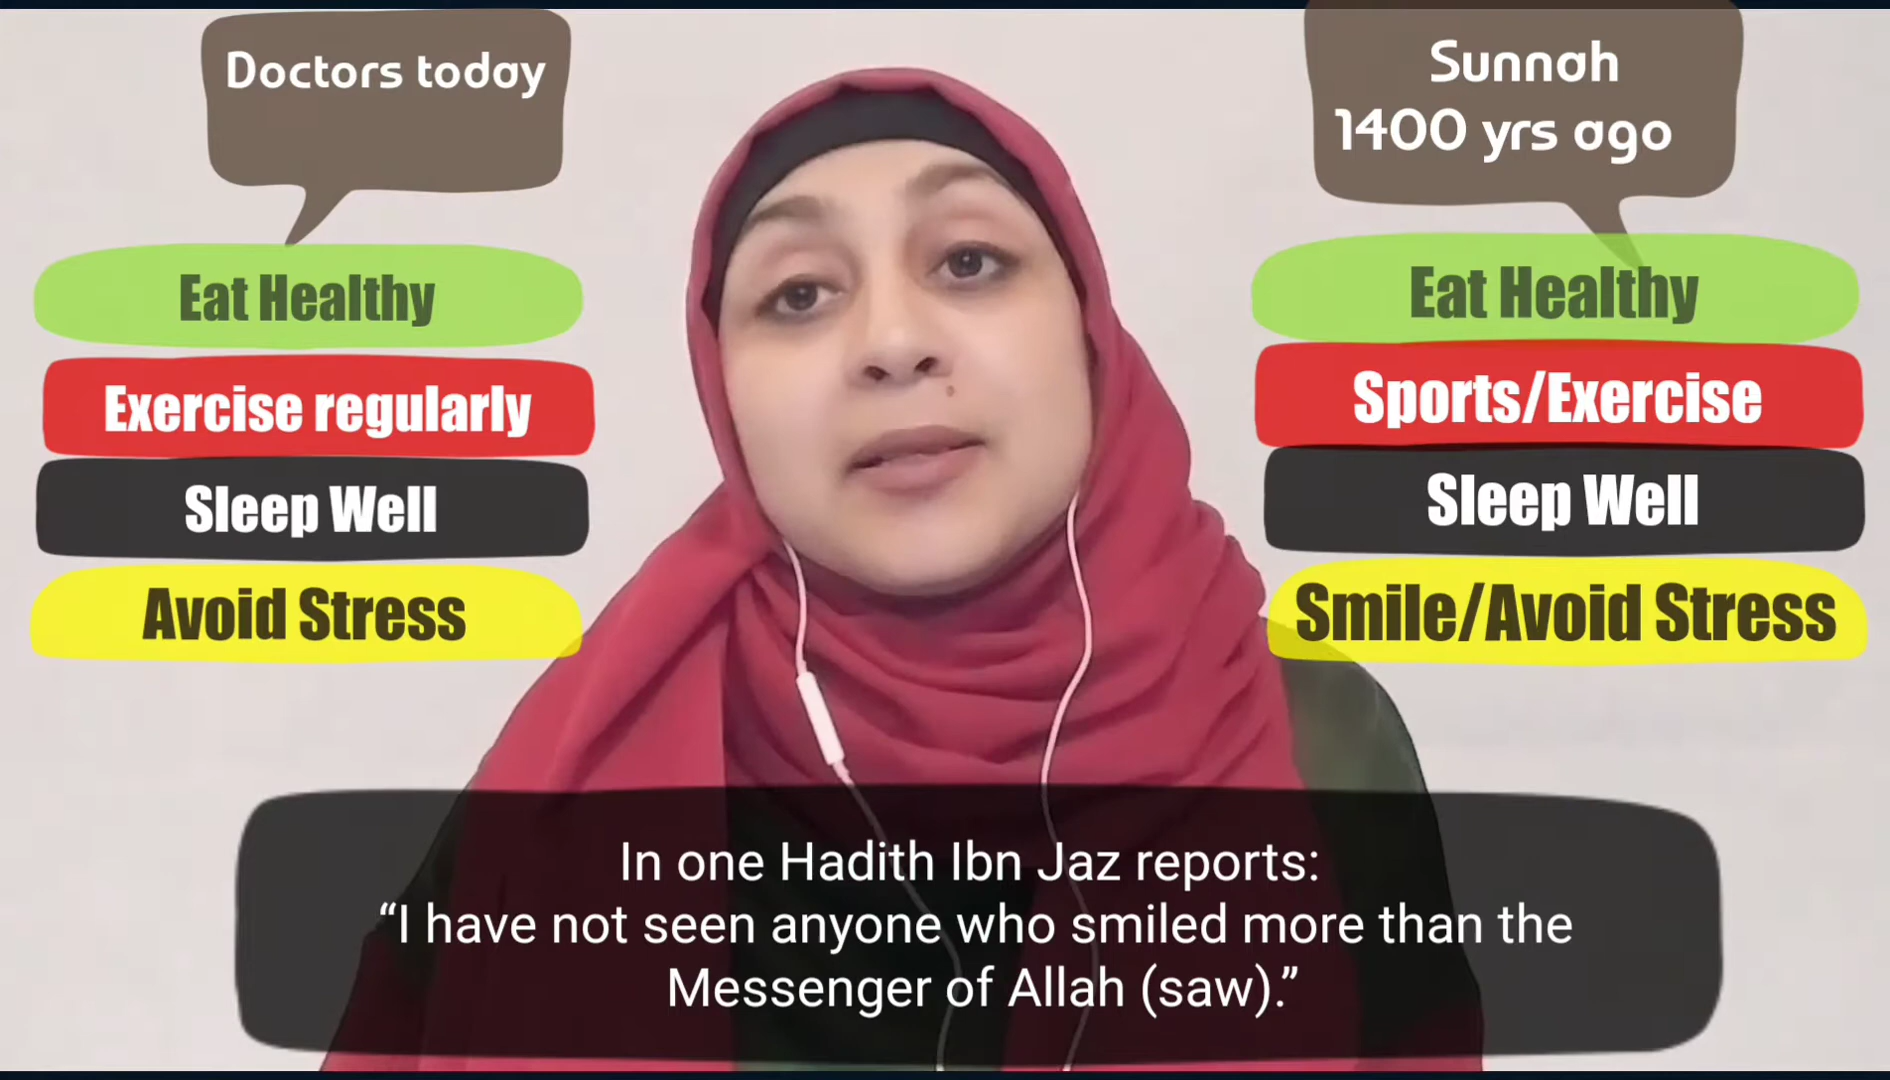 Doctors today
Eat Healthy
Exercise regularly
Sleep Well
Avoid Stress
Sunnah
1400 yrs ago
Eat Healthy
Sports/Exercise
Sleep Well
Smile/Avoid Stress
In one Hadith Ibn Jaz reports:
“I have not seen anyone who smiled more than the
Messenger of Allah (saw).”